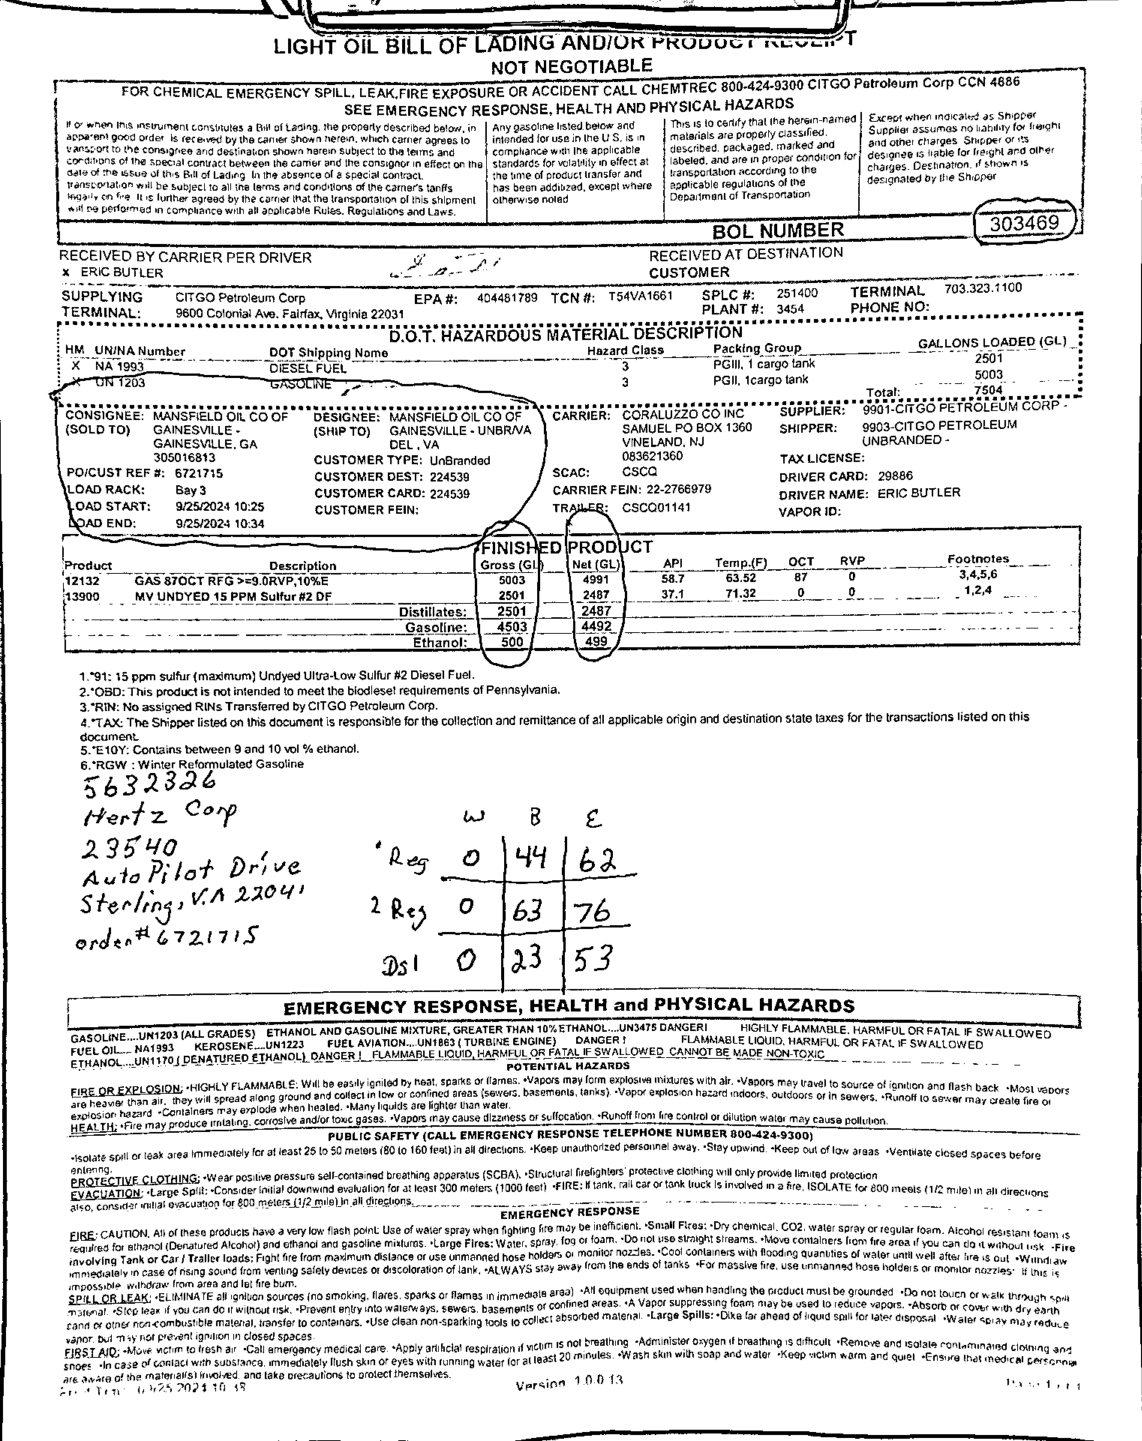 LIGHT OIL BILL OF LADING AND/OR PRODUCT RECEIPT
NOT NEGOTIABLE
FOR CHEMICAL EMERGENCY SPILL, LEAK,FIRE EXPOSURE OR ACCIDENT CALL CHEMTREC 800-424-9300 CITGO Petroleum Corp CCN 4886
SEE EMERGENCY RESPONSE, HEALTH AND PHYSICAL HAZARDS
If or when this instrument constitutes a Bill of Lading, the property described below, in
apparent good order, is received by the carrier shown herein, which carrier agrees to
transport to the consignee and destination shown herein subject to the terms and
conditions of the special contract between the carrier and the consignor in effect on the
date of the issue of this Bill of Lading. In the absence of a special contract,
transportation will be subject to all the terms and conditions of the carrier's tariffs
legally on file. It is further agreed by the carrier that the transportation of this shipment
will be performed in compliance with all applicable Rules, Regulations and Laws.
Any gasoline listed below and
intended for use in the U.S. is in
compliance with the applicable
standards for volatility in effect at
the time of product transfer and
has been additized, except where
otherwise noted
This is to certify that the herein-named
materials are properly classified,
described, packaged, marked and
labeled, and are in proper condition for
transportation according to the
applicable regulations of the
Department of Transportation
Except when indicated as Shipper
Supplier assumes no liability for freight
and other charges. Shipper or its
designee is liable for freight and other
charges. Destination, if shown is
designated by the Shipper
BOL NUMBER 303469
RECEIVED BY CARRIER PER DRIVER
X ERIC BUTLER
RECEIVED AT DESTINATION
CUSTOMER
SUPPLYING TERMINAL: CITGO Petroleum Corp EPA #: 404481789 TCN #: T54VA1661 SPLC #: 251400 TERMINAL PHONE NO: 703.323.1100
9600 Colonial Ave. Fairfax, Virginia 22031 PLANT #: 3454
D.O.T. HAZARDOUS MATERIAL DESCRIPTION
HM UN/NA Number DOT Shipping Name Hazard Class Packing Group GALLONS LOADED (GL)
X NA 1993 DIESEL FUEL 3 PGIII, 1 cargo tank 2501
X UN 1203 GASOLINE 3 PGII, 1cargo tank 5003
Total: 7504
CONSIGNEE: MANSFIELD OIL CO OF
(SOLD TO) GAINESVILLE -
GAINESVILLE, GA
305016813
PO/CUST REF #: 6721715
LOAD RACK: Bay 3
LOAD START: 9/25/2024 10:25
LOAD END: 9/25/2024 10:34
DESIGNEE: MANSFIELD OIL CO OF
(SHIP TO) GAINESVILLE - UNBR/VA
DEL , VA
CUSTOMER TYPE: UnBranded
CUSTOMER DEST: 224539
CUSTOMER CARD: 224539
CUSTOMER FEIN:
CARRIER: CORALUZZO CO INC
SAMUEL PO BOX 1360
VINELAND, NJ
083621360
SCAC: CSCQ
CARRIER FEIN: 22-2766979
TRAILER: CSCQ01141
SUPPLIER: 9901-CITGO PETROLEUM CORP -
SHIPPER: 9903-CITGO PETROLEUM
UNBRANDED -
TAX LICENSE:
DRIVER CARD: 29886
DRIVER NAME: ERIC BUTLER
VAPOR ID:
FINISHED PRODUCT
Product Description Gross (GL) Net (GL) API Temp.(F) OCT RVP Footnotes
12132 GAS 87OCT RFG >=9.0RVP,10%E 5003 4991 58.7 63.52 87 0 3,4,5,6
13900 MV UNDYED 15 PPM Sulfur #2 DF 2501 2487 37.1 71.32 0 0 1,2,4
Distillates: 2501 2487
Gasoline: 4503 4492
Ethanol: 500 499
1.*91: 15 ppm sulfur (maximum) Undyed Ultra-Low Sulfur #2 Diesel Fuel.
2.*OBD: This product is not intended to meet the biodiesel requirements of Pennsylvania.
3.*RIN: No assigned RINs Transferred by CITGO Petroleum Corp.
4.*TAX: The Shipper listed on this document is responsible for the collection and remittance of all applicable origin and destination state taxes for the transactions listed on this
document.
5.*E10Y: Contains between 9 and 10 vol % ethanol.
6.*RGW : Winter Reformulated Gasoline
5632326
Hertz Corp
23540
Auto Pilot Drive
Sterling, VA 22041
order# 6721715
W B E
1 Reg 0 44 62
2 Reg 0 63 76
Dsl 0 23 53
EMERGENCY RESPONSE, HEALTH and PHYSICAL HAZARDS
GASOLINE....UN1203 (ALL GRADES) ETHANOL AND GASOLINE MIXTURE, GREATER THAN 10% ETHANOL....UN3475 DANGER! HIGHLY FLAMMABLE, HARMFUL OR FATAL IF SWALLOWED
FUEL OIL.... NA1993 KEROSENE....UN1223 FUEL AVIATION....UN1863 ( TURBINE ENGINE) DANGER ! FLAMMABLE LIQUID, HARMFUL OR FATAL IF SWALLOWED
ETHANOL....UN1170 ( DENATURED ETHANOL) DANGER ! FLAMMABLE LIQUID, HARMFUL OR FATAL IF SWALLOWED CANNOT BE MADE NON-TOXIC
POTENTIAL HAZARDS
FIRE OR EXPLOSION: •HIGHLY FLAMMABLE: Will be easily ignited by heat, sparks or flames. •Vapors may form explosive mixtures with air. •Vapors may travel to source of ignition and flash back •Most vapors
are heavier than air, they will spread along ground and collect in low or confined areas (sewers, basements, tanks). •Vapor explosion hazard indoors, outdoors or in sewers. •Runoff to sewer may create fire or
explosion hazard •Containers may explode when heated. •Many liquids are lighter than water.
HEALTH: •Fire may produce irritating, corrosive and/or toxic gases. •Vapors may cause dizziness or suffocation. •Runoff from fire control or dilution water may cause pollution.
PUBLIC SAFETY (CALL EMERGENCY RESPONSE TELEPHONE NUMBER 800-424-9300)
•Isolate spill or leak area immediately for at least 25 to 50 meters (80 to 160 feet) in all directions. •Keep unauthorized personnel away. •Stay upwind. •Keep out of low areas •Ventilate closed spaces before
entering.
PROTECTIVE CLOTHING: •Wear positive pressure self-contained breathing apparatus (SCBA). •Structural firefighters' protective clothing will only provide limited protection
EVACUATION: •Large Spill: •Consider initial downwind evaluation for at least 300 meters (1000 feet) •FIRE: If tank, rail car or tank truck is involved in a fire, ISOLATE for 800 meets (1/2 mile) in all directions
also, consider initial evacuation for 800 meters (1/2 mile) in all directions.
EMERGENCY RESPONSE
FIRE: CAUTION, All of these products have a very low flash point: Use of water spray when fighting fire may be inefficient. •Small Fires: •Dry chemical, CO2, water spray or regular foam. Alcohol resistant foam is
required for ethanol (Denatured Alcohol) and ethanol and gasoline mixtures. •Large Fires: Water, spray, fog or foam. •Do not use straight streams. •Move containers from fire area if you can do it without risk •Fire
involving Tank or Car / Trailer loads: Fight fire from maximum distance or use unmanned hose holders or monitor nozzles. •Cool containers with flooding quantities of water until well after fire is out •Withdraw
immediately in case of rising sound from venting safety devices or discoloration of tank. •ALWAYS stay away from the ends of tanks •For massive fire, use unmanned hose holders or monitor nozzles: If this is
impossible, withdraw from area and let fire burn.
SPILL OR LEAK: •ELIMINATE all ignition sources (no smoking, flares, sparks or flames in immediate area) •All equipment used when handling the product must be grounded •Do not touch or walk through spill
material. •Stop leak if you can do it without risk. •Prevent entry into waterways, sewers, basements or confined areas. •A Vapor suppressing foam may be used to reduce vapors. •Absorb or cover with dry earth
sand or other non-combustible material, transfer to containers. •Use clean non-sparking tools to collect absorbed material. •Large Spills: •Dike far ahead of liquid spill for later disposal •Water spray may reduce
vapor, but may not prevent ignition in closed spaces.
FIRST AID: •Move victim to fresh air •Call emergency medical care. •Apply artificial respiration if victim is not breathing •Administer oxygen if breathing is difficult. •Remove and isolate contaminated clothing and
shoes •In case of contact with substance, immediately flush skin or eyes with running water for at least 20 minutes. •Wash skin with soap and water •Keep victim warm and quiet •Ensure that medical personnel
are aware of the material(s) involved, and take precautions to protect themselves.
Version 1.0.0.13